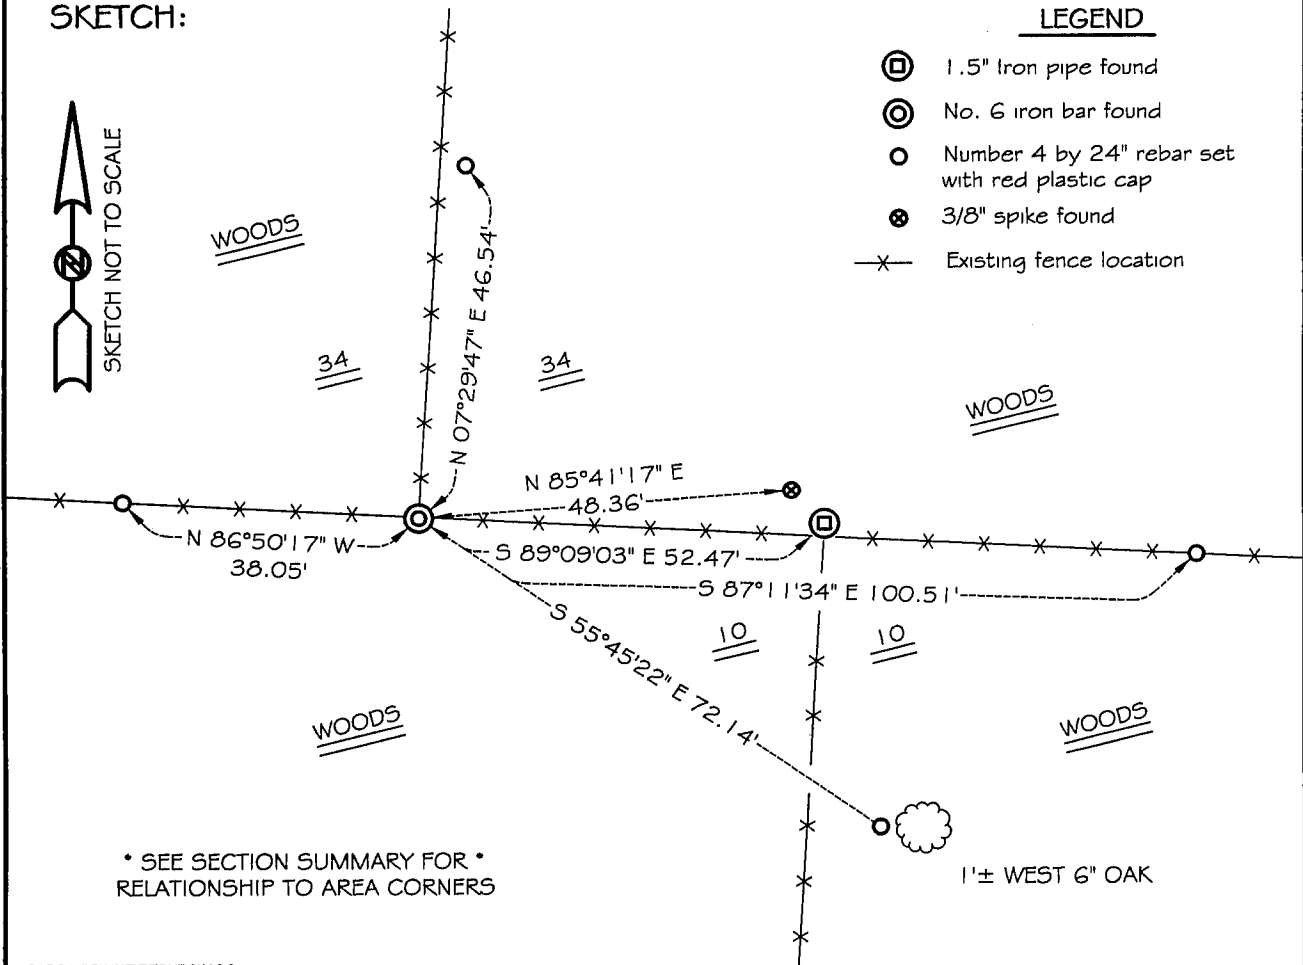 SKETCH:
LEGEND
1.5" Iron pipe found
No. 6 iron bar found
Number 4 by 24" rebar set
with red plastic cap
3/8" spike found
Existing fence location
N
SKETCH NOT TO SCALE
WOODS
N 07°29'47" E 46.54'
34
34
WOODS
N 85°41'17" E
48.36'
N 86°50'17" W
38.05'
S 89°09'03" E 52.47'
S 87°11'34" E 100.51'
S 55°45'22" E 72.14'
10
10
WOODS
WOODS
* SEE SECTION SUMMARY FOR *
RELATIONSHIP TO AREA CORNERS
1'± WEST 6" OAK